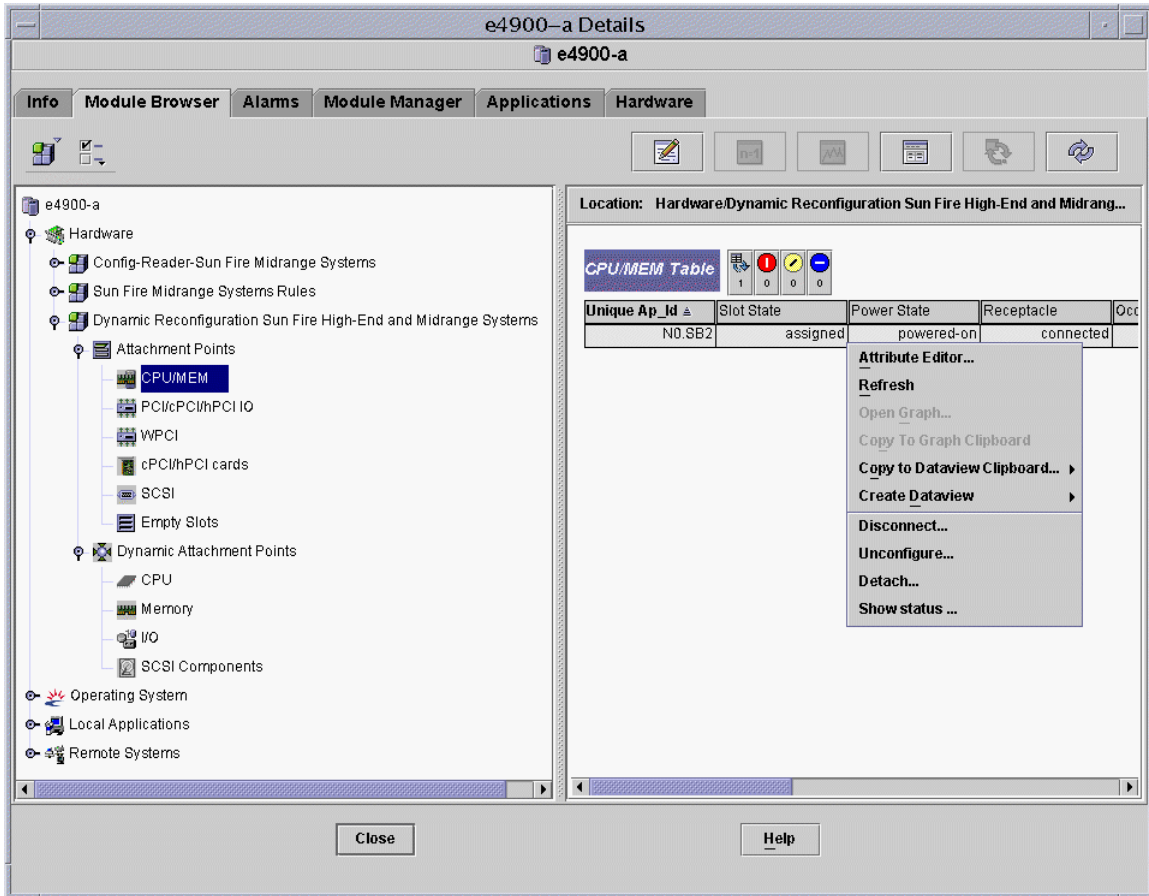 e4900–a Details
e4900-a
Info Module Browser Alarms Module Manager Applications Hardware
n=1
e4900-a
Hardware
Config-Reader-Sun Fire Midrange Systems
Sun Fire Midrange Systems Rules
Dynamic Reconfiguration Sun Fire High-End and Midrange Systems
Attachment Points
CPU/MEM
PCI/cPCI/hPCI IO
WPCI
cPCI/hPCI cards
SCSI
Empty Slots
Dynamic Attachment Points
CPU
Memory
I/O
SCSI Components
Operating System
Local Applications
Remote Systems
Location: Hardware/Dynamic Reconfiguration Sun Fire High-End and Midrang...
CPU/MEM Table
1 0 0 0
Unique Ap_Id Slot State Power State Receptacle Occ
N0.SB2 assigned powered-on connected
Attribute Editor...
Refresh
Open Graph...
Copy To Graph Clipboard
Copy to Dataview Clipboard...
Create Dataview
Disconnect...
Unconfigure...
Detach...
Show status ...
Close Help